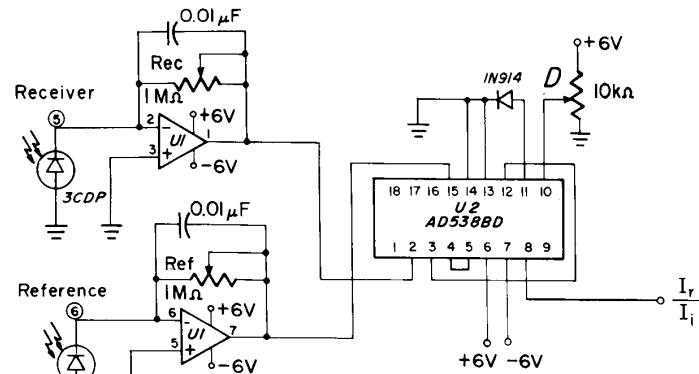 0.01µF
Rec
1MΩ
Receiver
5
+6V
2
-
U1
1
3
+
-6V
3CDP
0.01µF
Ref
1MΩ
Reference
6
+6V
6
-
U1
7
5
+
-6V
+6V
1N914
D
10kΩ
18 17 16 15 14 13 12 11 10
U2
AD538BD
1 2 3 4 5 6 7 8 9
+6V -6V
Ir
Ii